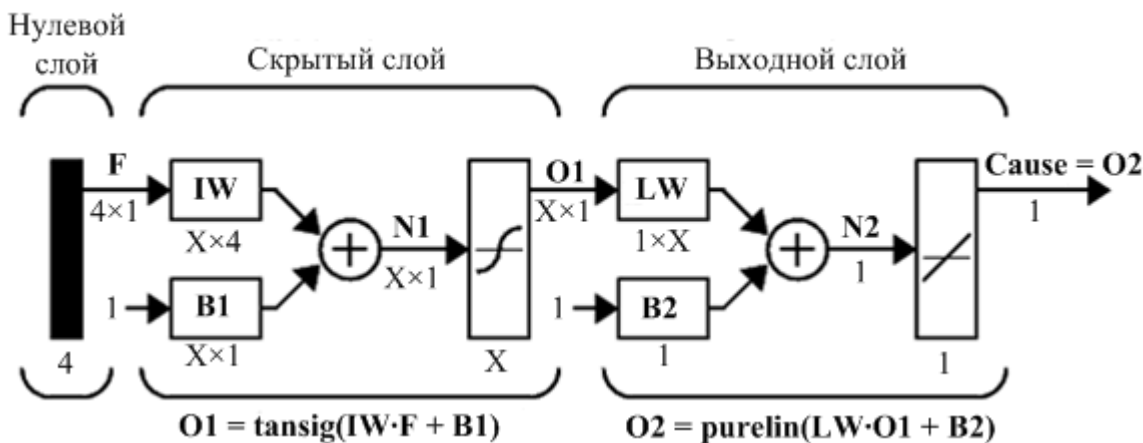 Нулевой
слой
Скрытый слой
Выходной слой
F
4×1
IW
X×4
1
B1
X×1
N1
X×1
4
X
O1
X×1
LW
1×X
1
B2
1
N2
1
1
Cause = O2
1
O1 = tansig(IW·F + B1)
O2 = purelin(LW·O1 + B2)